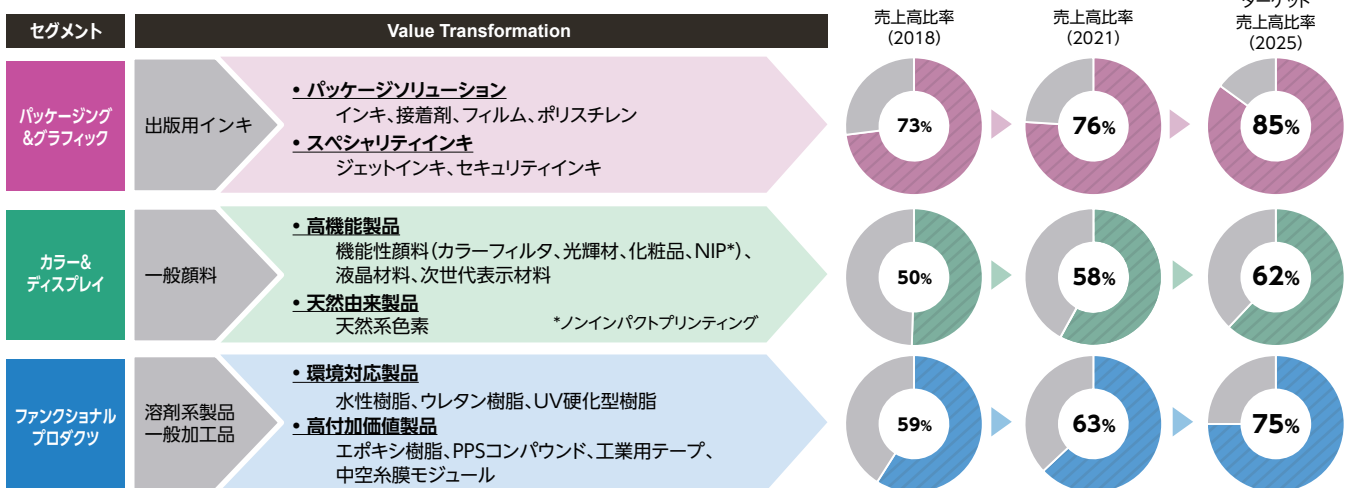 セグメント
Value Transformation
売上高比率
(2018)
売上高比率
(2021)
ターゲット
売上高比率
(2025)
パッケージング
&グラフィック
出版用インキ
• パッケージソリューション
インキ、接着剤、フィルム、ポリスチレン
• スペシャリティインキ
ジェットインキ、セキュリティインキ
73%
76%
85%
カラー&
ディスプレイ
一般顔料
• 高機能製品
機能性顔料(カラーフィルタ、光輝材、化粧品、NIP*)、
液晶材料、次世代表示材料
• 天然由来製品
天然系色素
*ノンインパクトプリンティング
50%
58%
62%
ファンクショナル
プロダクツ
溶剤系製品
一般加工品
• 環境対応製品
水性樹脂、ウレタン樹脂、UV硬化型樹脂
• 高付加価値製品
エポキシ樹脂、PPSコンパウンド、工業用テープ、
中空糸膜モジュール
59%
63%
75%